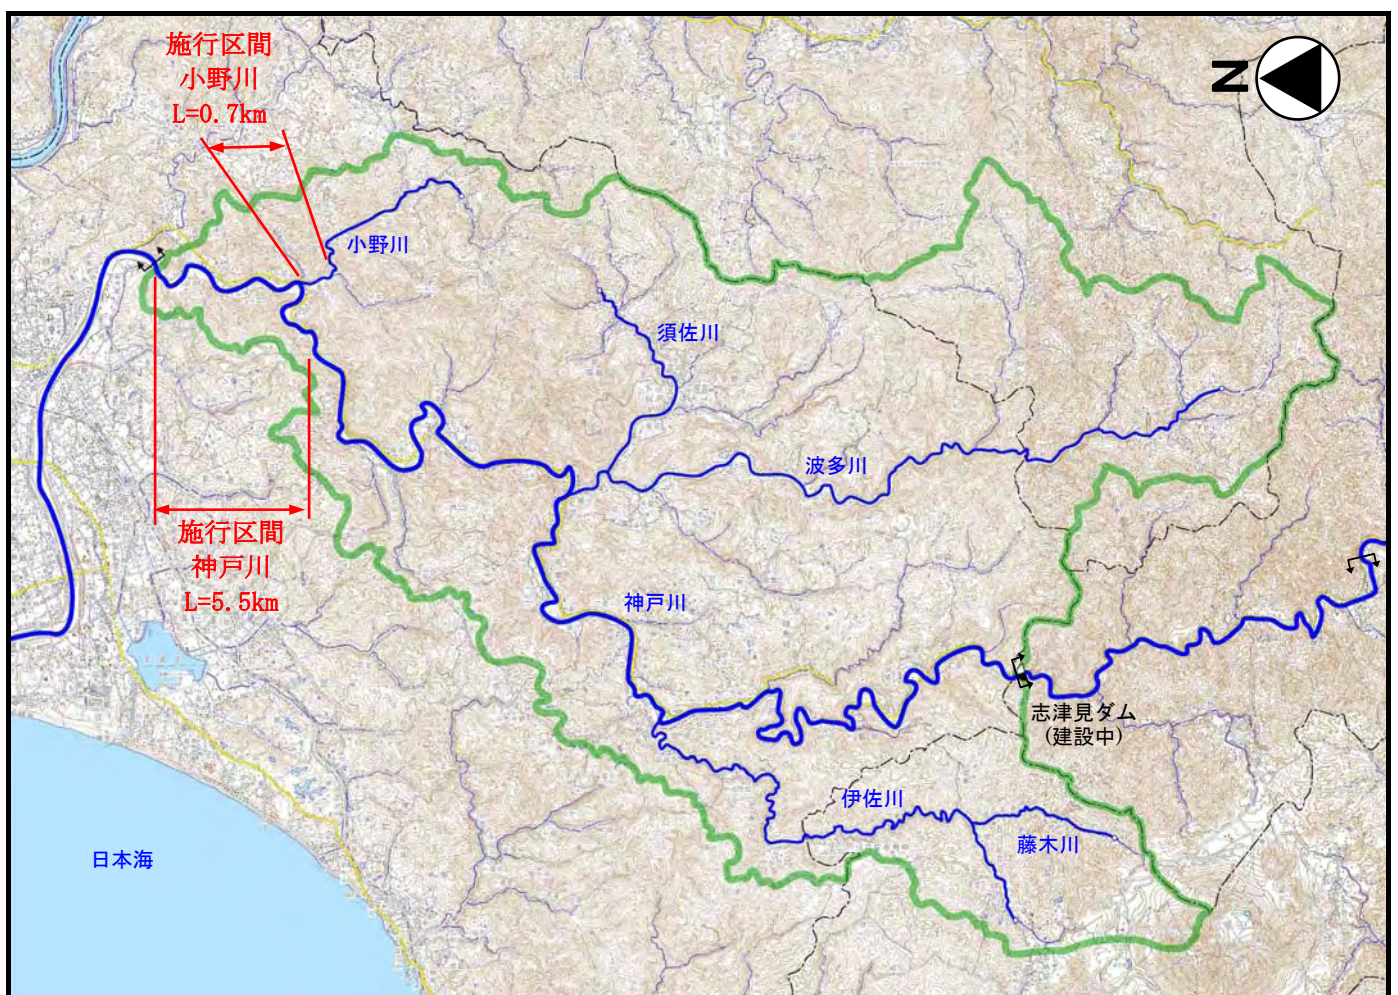 施行区間
小野川
L=0.7km
N
小野川
須佐川
波多川
施行区間
神戸川
L=5.5km
神戸川
志津見ダム
(建設中)
伊佐川
藤木川
日本海